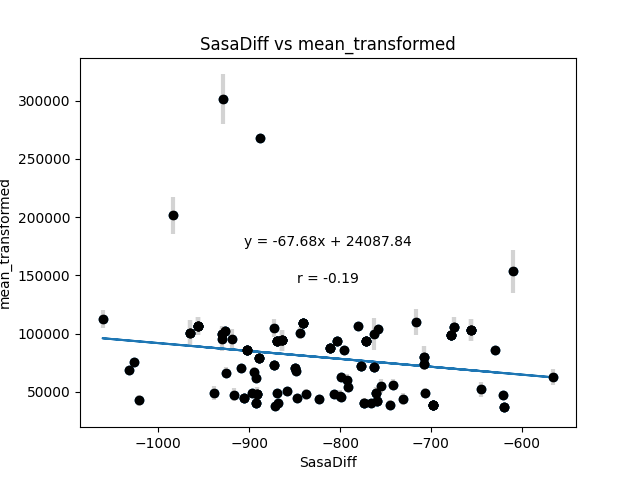 SasaDiff vs mean_transformed
300000
250000
200000
150000
100000
50000
mean_transformed
y = -67.68x + 24087.84
r = -0.19
−1000
−900
−800
−700
−600
SasaDiff